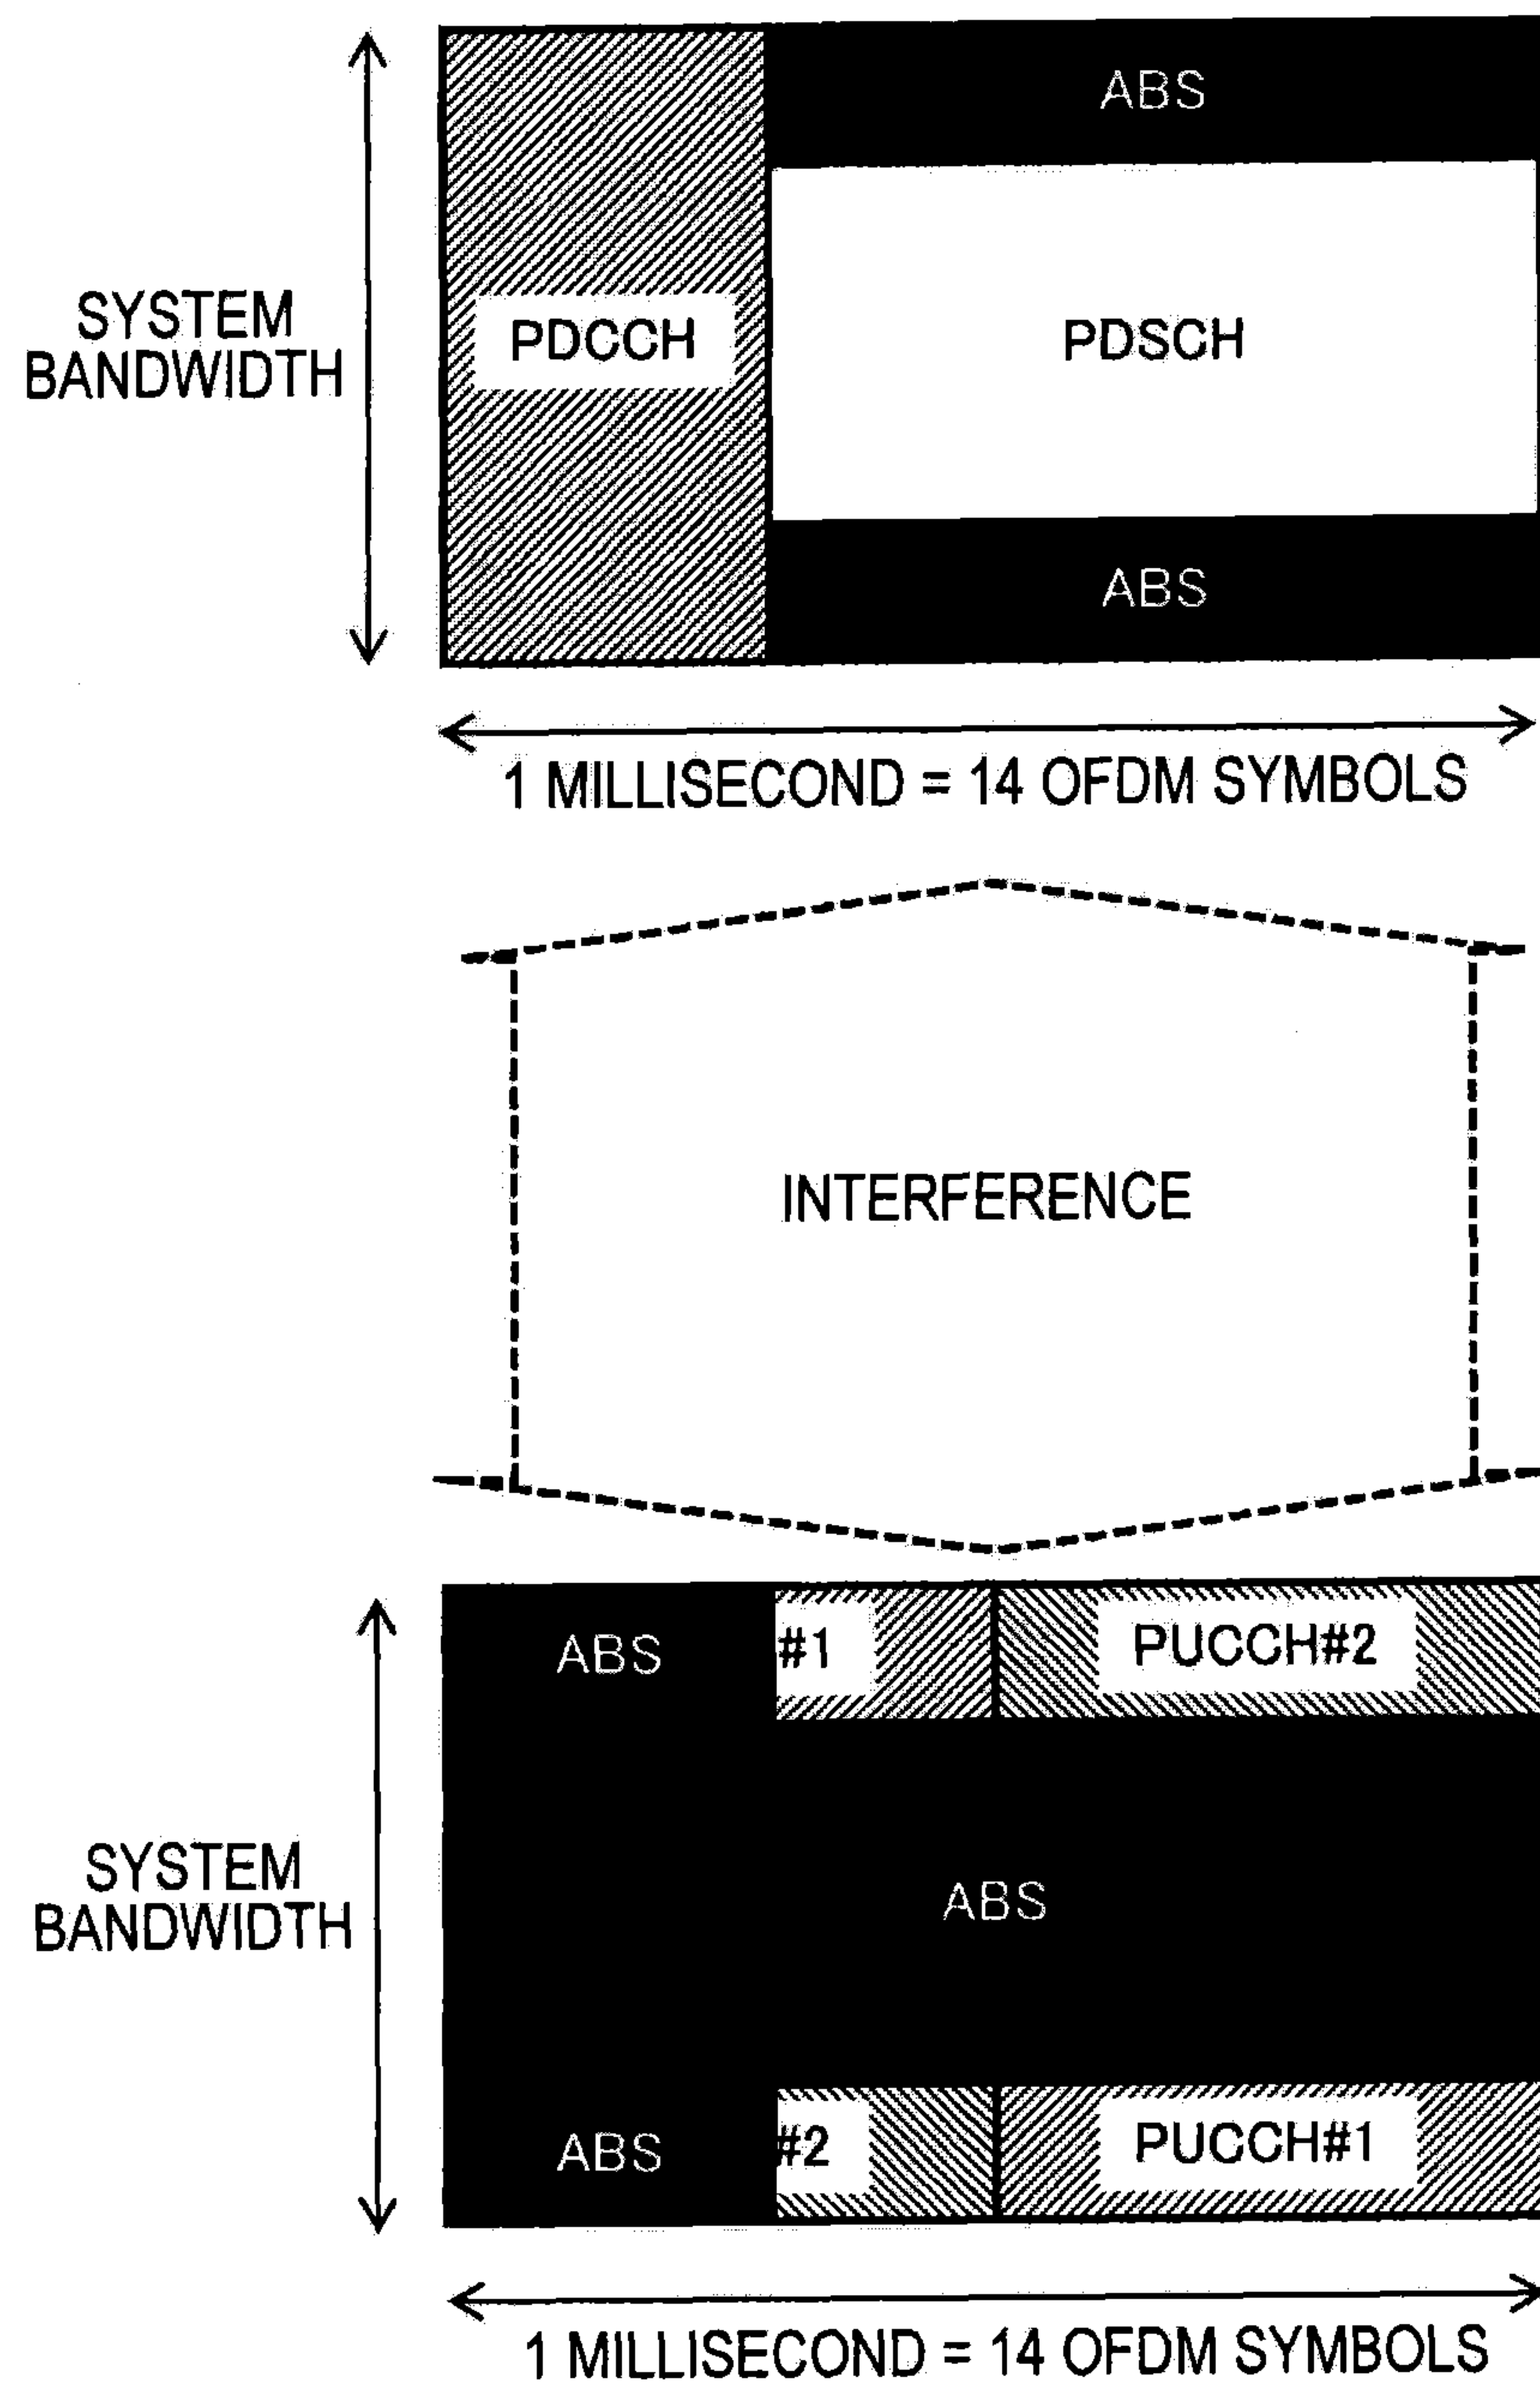 ABS
SYSTEM
BANDWIDTH
PDCCH
PDSCH
ABS
1 MILLISECOND = 14 OFDM SYMBOLS
INTERFERENCE
ABS
#1
PUCCH#2
SYSTEM
BANDWIDTH
ABS
ABS
#2
PUCCH#1
1 MILLISECOND = 14 OFDM SYMBOLS